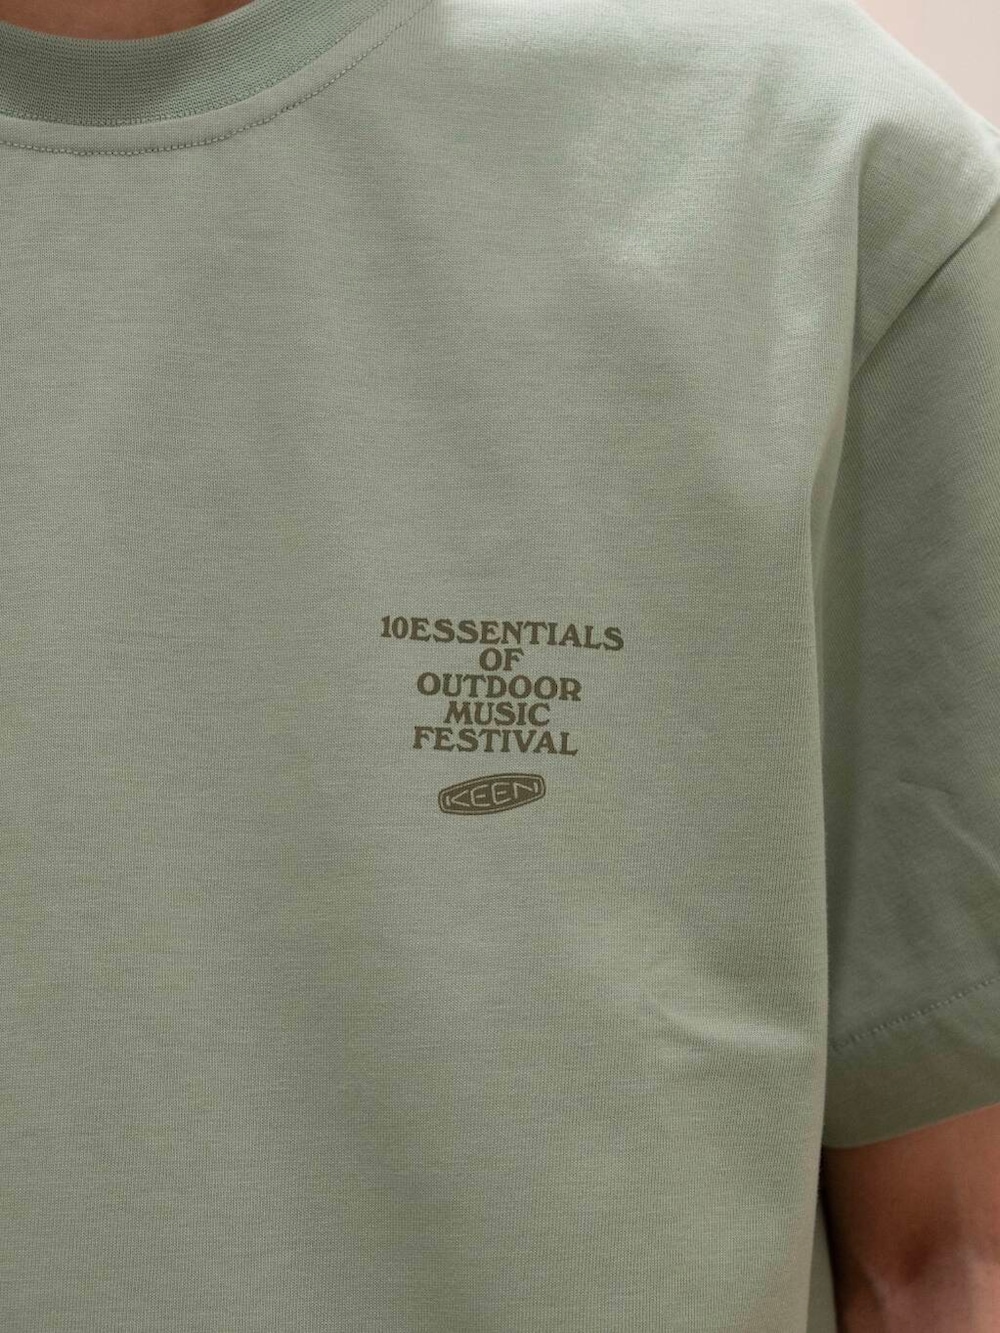 10ESSENTIALS
OF
OUTDOOR
MUSIC
FESTIVAL
KEEN